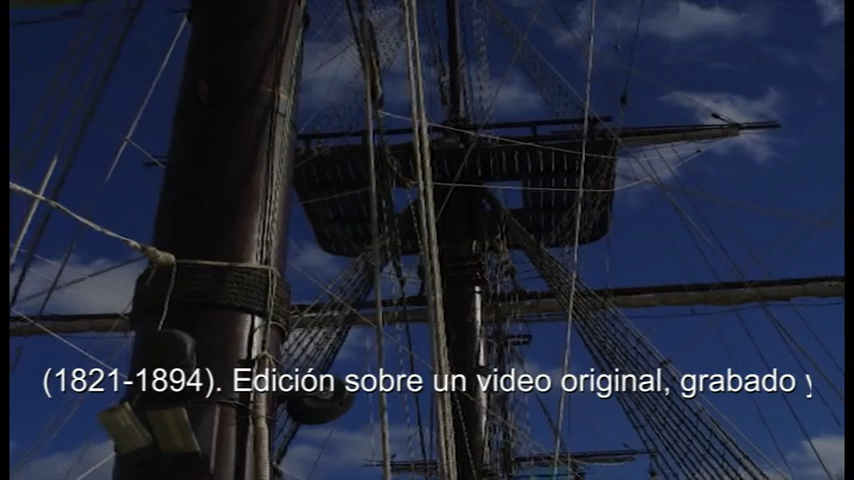 (1821-1894). Edición sobre un video original, grabado